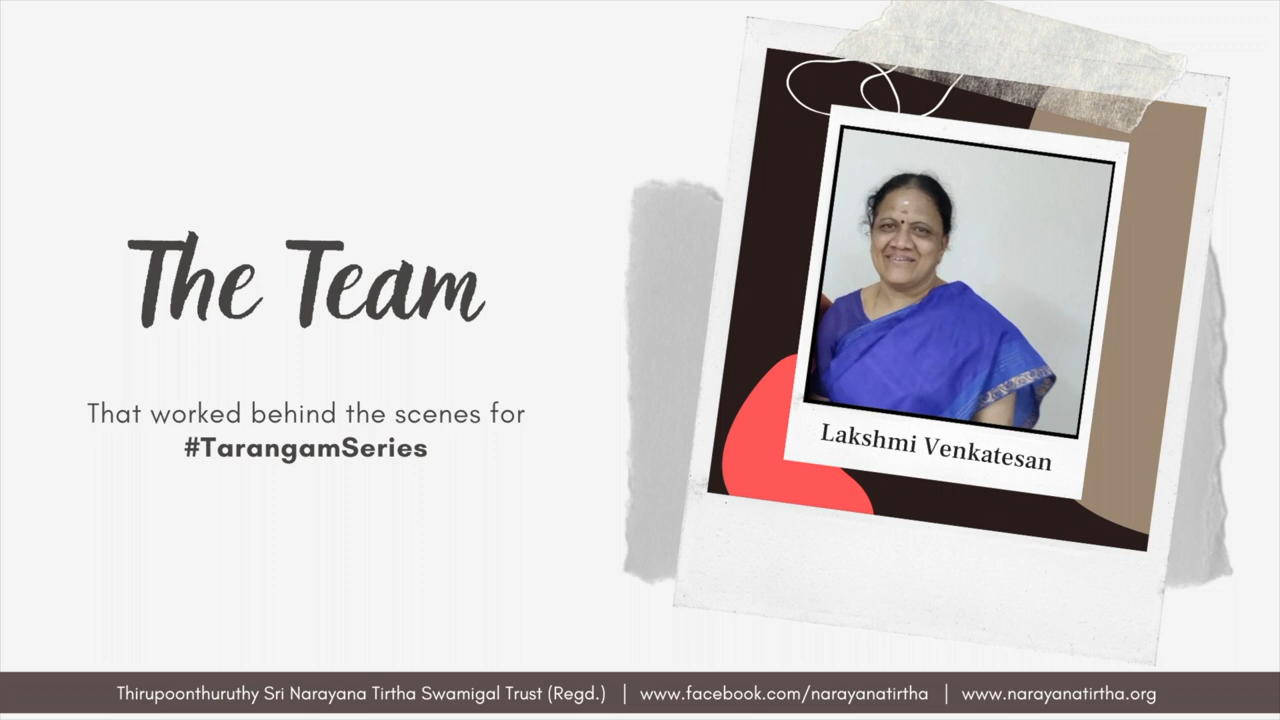 The Team
That worked behind the scenes for
#TarangamSeries
Lakshmi Venkatesan
Thirupoonthuruthy Sri Narayana Tirtha Swamigal Trust (Regd.) | www.facebook.com/narayanatirtha | www.narayanatirtha.org